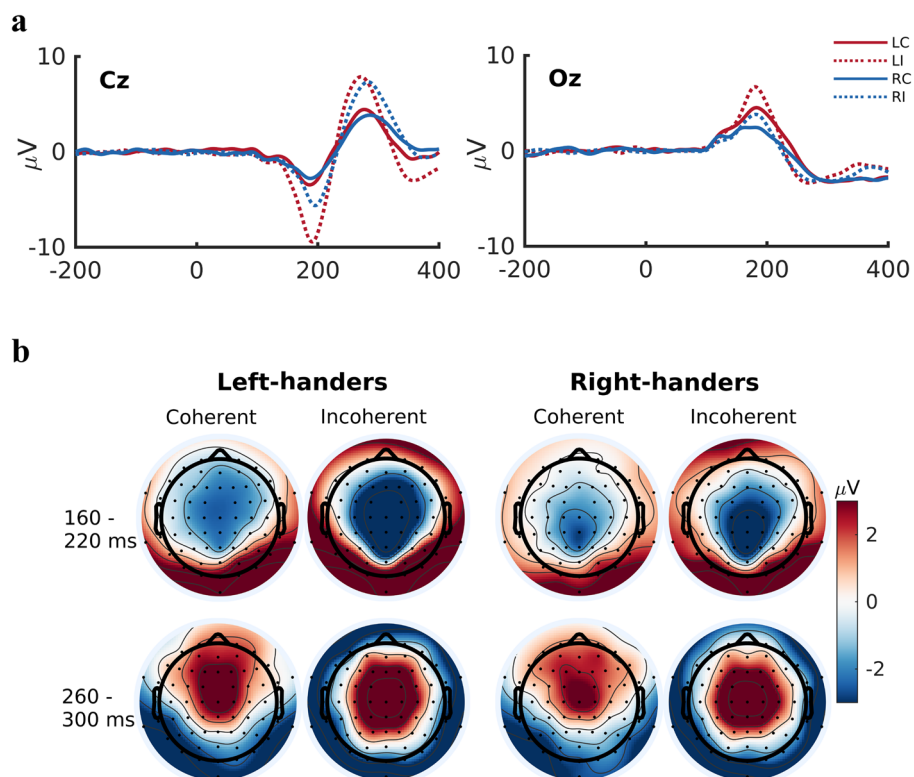 a
10
0
-10
μV
Cz
-200
0
200
400
10
0
-10
μV
Oz
-200
0
200
400
LC
LI
RC
RI
b
Left-handers
Right-handers
Coherent
Incoherent
Coherent
Incoherent
160 -
220 ms
260 -
300 ms
μV
2
0
-2